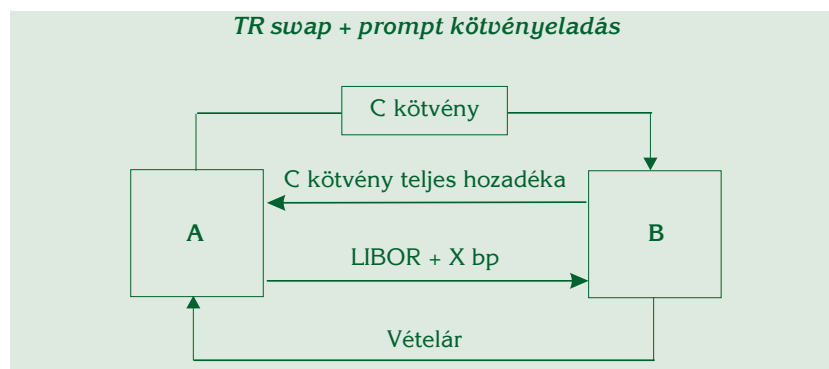 TR swap + prompt kötvényeladás
C kötvény
C kötvény teljes hozadéka
A
B
LIBOR + X bp
Vételár